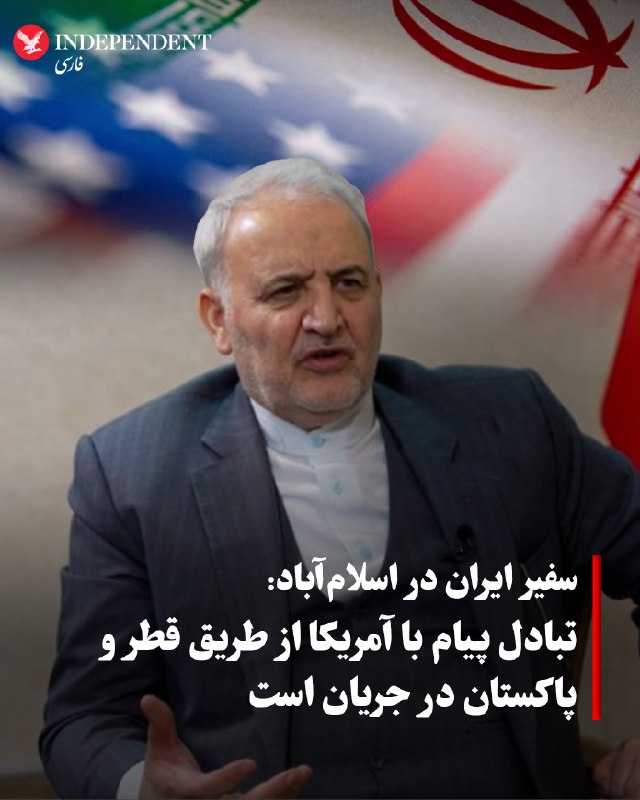 INDEPENDENT
فارسی
سفیر ایران در اسلام‌آباد:
تبادل پیام با آمریکا از طریق قطر و
پاکستان در جریان است